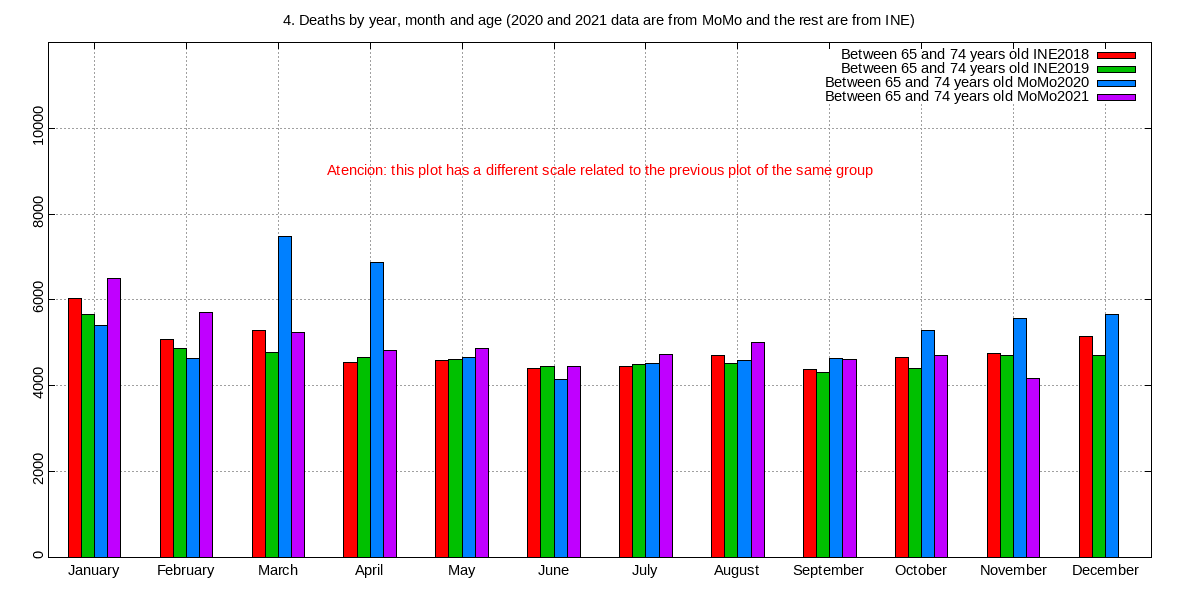 4. Deaths by year, month and age (2020 and 2021 data are from MoMo and the rest are from INE)
Between 65 and 74 years old INE2018
Between 65 and 74 years old INE2019
Between 65 and 74 years old MoMo2020
Between 65 and 74 years old MoMo2021
10000
Atencion: this plot has a different scale related to the previous plot of the same group
8000
6000
4000
2000
0
January February March April May June July August September October November December